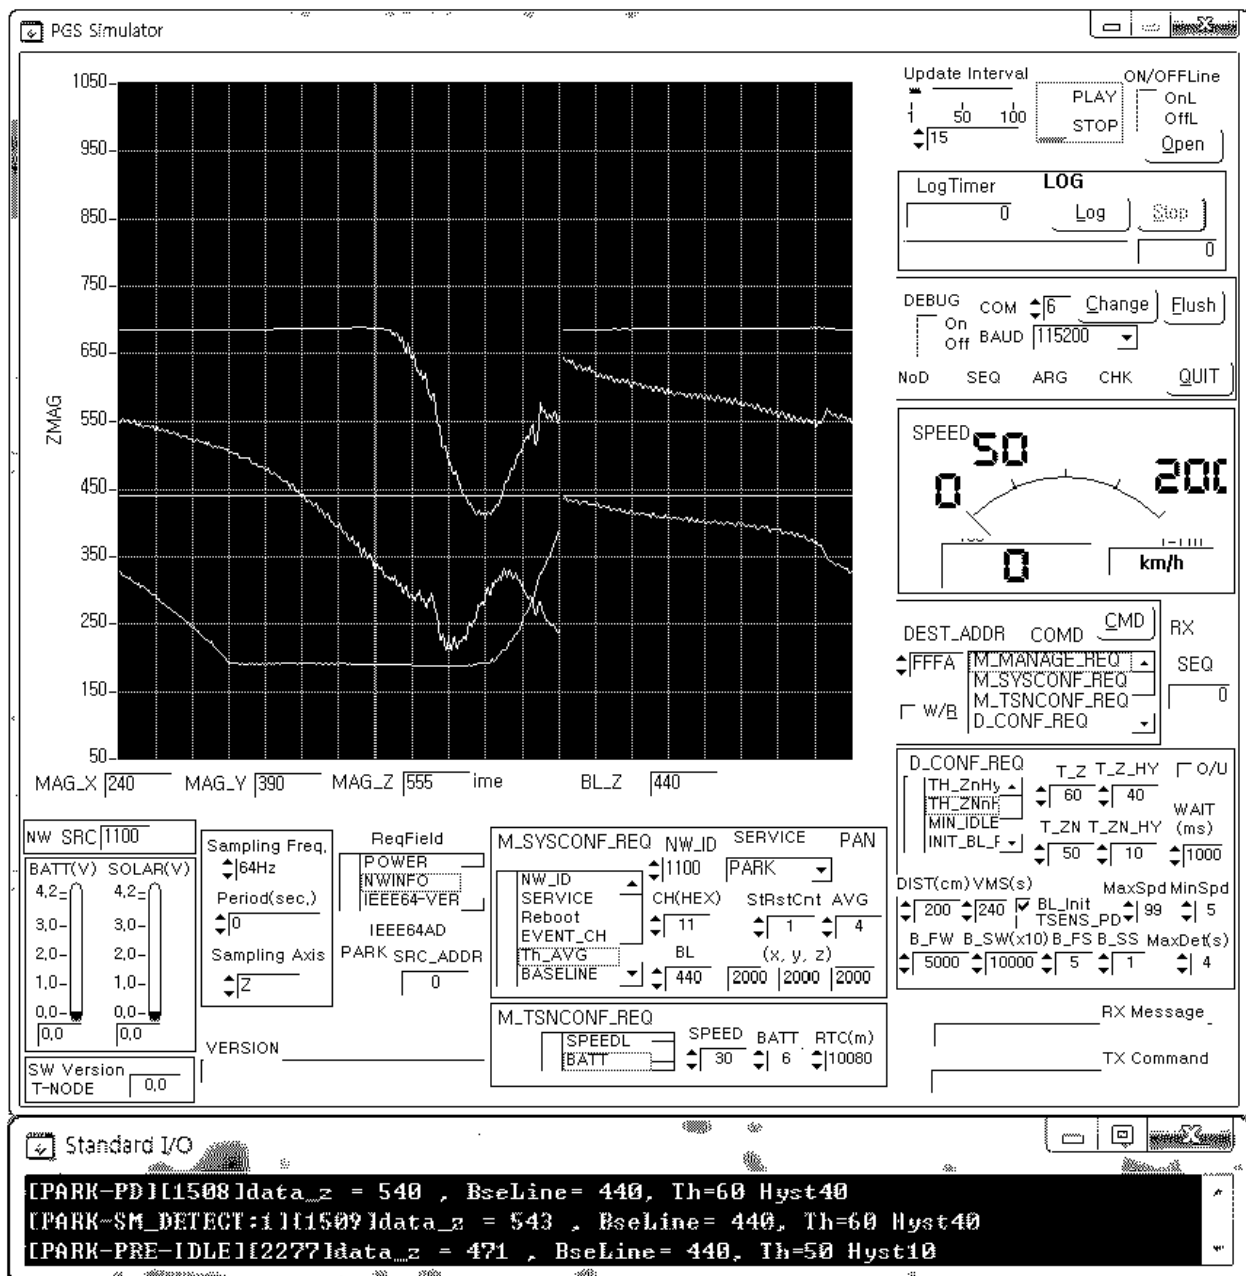 PGS Simulator
1050
950
850
750
650
550
450
350
250
150
50
ZMAG
MAG_X 240 MAG_Y 390 MAG_Z 555 ime BL_Z 440
Update Interval
1 50 100
15
PLAY
STOP
ON/OFFLine
OnL
OffL
Open
LogTimer LOG
0 Log Stop
0
DEBUG COM 6 Change Flush
On
Off BAUD 115200
NoD SEQ ARG CHK QUIT
SPEED 50
0 200
0 km/h
DEST_ADDR COMD CMD RX
FFFA M_MANAGE_REQ SEQ
M_SYSCONF_REQ 0
M_TSNCONF_REQ
W/R D_CONF_REQ
D_CONF_REQ T_Z T_Z_HY O/U
TH_ZnHy 60 40
TH_ZNnH WAIT
MIN_IDLE T_ZN T_ZN_HY (ms)
INIT_BL_F 50 10 1000
DIST(cm) VMS(s) BL_Init MaxSpd MinSpd
200 240 TSENS_PD 99 5
B_FW B_SW(x10) B_FS B_SS MaxDet(s)
5000 10000 5 1 4
RX Message
TX Command
NW SRC 1100
BATT(V) SOLAR(V)
4,2 4,2
3,0 3,0
2,0 2,0
1,0 1,0
0,0 0,0
0,0 0,0
SW Version
T-NODE 0,0
Sampling Freq,
64Hz
Period(sec,)
0
Sampling Axis
Z
ReqField
POWER
NWINFO
IEEE64-VER
IEEE64AD
PARK SRC_ADDR
0
VERSION
M_SYSCONF_REQ NW_ID SERVICE PAN
NW_ID 1100 PARK
SERVICE CH(HEX) StRstCnt AVG
Reboot 11 1 4
EVENT_CH
Th_AVG BL (x, y, z)
BASELINE 440 2000 2000 2000
M_TSNCONF_REQ
SPEEDL SPEED BATT. RTC(m)
BATT 30 6 10080
Standard I/O
[PARK-PD][1508]data_z = 540 , BseLine= 440, Th=60 Hyst40
[PARK-SM_DETECT:1][1509]data_z = 543 , BseLine= 440, Th=60 Hyst40
[PARK-PRE-IDLE][2277]data_z = 471 , BseLine= 440, Th=50 Hyst10